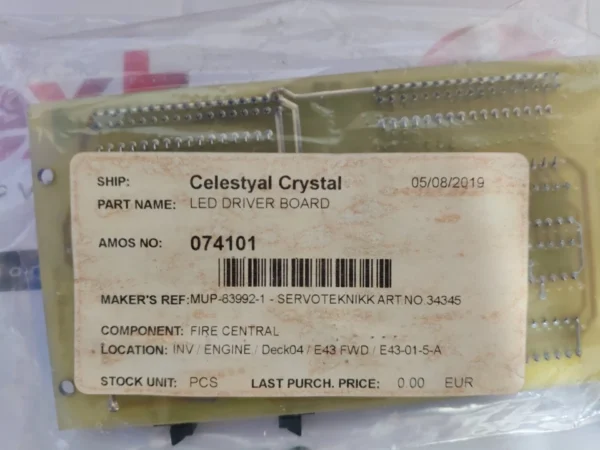 SHIP: Celestyal Crystal 05/08/2019
PART NAME: LED DRIVER BOARD
AMOS NO: 074101
MAKER'S REF: MUP-63992-1 - SERVOTEKNIKK ART NO 34345
COMPONENT: FIRE CENTRAL
LOCATION: INV / ENGINE / Deck04 / E43 FWD / E43-01-5-A
STOCK UNIT: PCS LAST PURCH. PRICE: 0.00 EUR